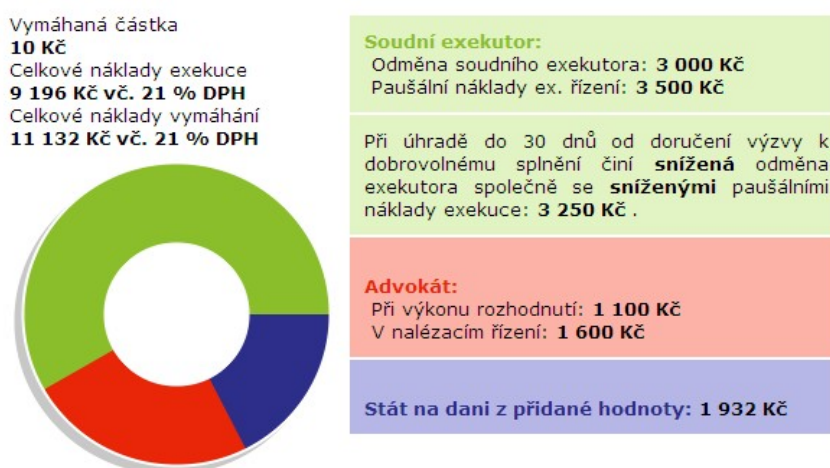 Vymáhaná částka
10 Kč
Celkové náklady exekuce
9 196 Kč vč. 21 % DPH
Celkové náklady vymáhání
11 132 Kč vč. 21 % DPH
Soudní exekutor:
Odměna soudního exekutora: 3 000 Kč
Paušální náklady ex. řízení: 3 500 Kč
Při úhradě do 30 dnů od doručení výzvy k
dobrovolnému splnění činí snížená odměna
exekutora společně se sníženými paušálními
náklady exekuce: 3 250 Kč .
Advokát:
Při výkonu rozhodnutí: 1 100 Kč
V nalézacím řízení: 1 600 Kč
Stát na dani z přidané hodnoty: 1 932 Kč